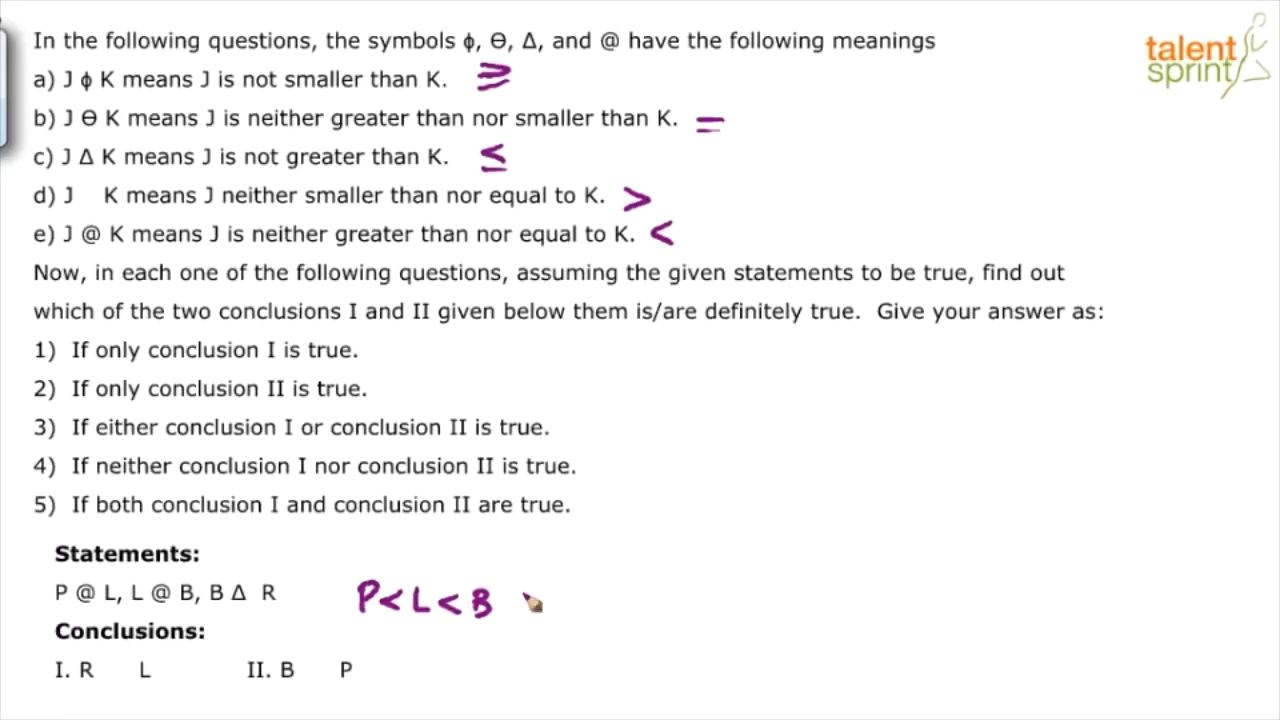 In the following questions, the symbols ɸ, Ө, Δ, and @ have the following meanings
talent
sprint
a) J ɸ K means J is not smaller than K. ≥
b) J Ө K means J is neither greater than nor smaller than K. =
c) J Δ K means J is not greater than K. ≤
d) J K means J neither smaller than nor equal to K. >
e) J @ K means J is neither greater than nor equal to K. <
Now, in each one of the following questions, assuming the given statements to be true, find out
which of the two conclusions I and II given below them is/are definitely true. Give your answer as:
1) If only conclusion I is true.
2) If only conclusion II is true.
3) If either conclusion I or conclusion II is true.
4) If neither conclusion I nor conclusion II is true.
5) If both conclusion I and conclusion II are true.
Statements:
P @ L, L @ B, B Δ R P < L < B
Conclusions:
I. R L II. B P